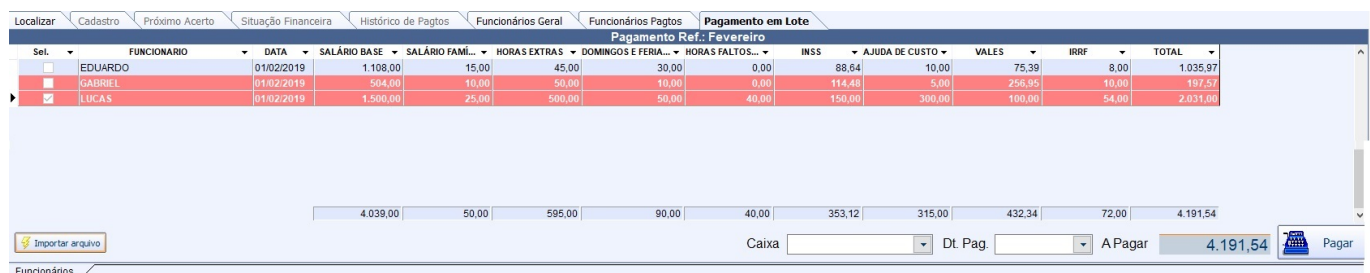 Localizar Cadastro Próximo Acerto Situação Financeira Histórico de Pagtos Funcionários Geral Funcionários Pagtos Pagamento em Lote
Pagamento Ref.: Fevereiro
Sel. FUNCIONARIO DATA SALÁRIO BASE SALÁRIO FAMÍ... HORAS EXTRAS DOMINGOS E FERIA... HORAS FALTOS... INSS AJUDA DE CUSTO VALES IRRF TOTAL
EDUARDO 01/02/2019 1.108,00 15,00 45,00 30,00 0,00 88,64 10,00 75,39 8,00 1.035,97
GABRIEL 01/02/2019 504,00 10,00 50,00 10,00 0,00 114,48 5,00 256,95 10,00 197,57
LUCAS 01/02/2019 1.500,00 25,00 500,00 50,00 40,00 150,00 300,00 100,00 54,00 2.031,00
4.039,00 50,00 595,00 90,00 40,00 353,12 315,00 432,34 72,00 4.191,54
Importar arquivo Caixa Dt. Pag. A Pagar 4.191,54 Pagar
Funcionários